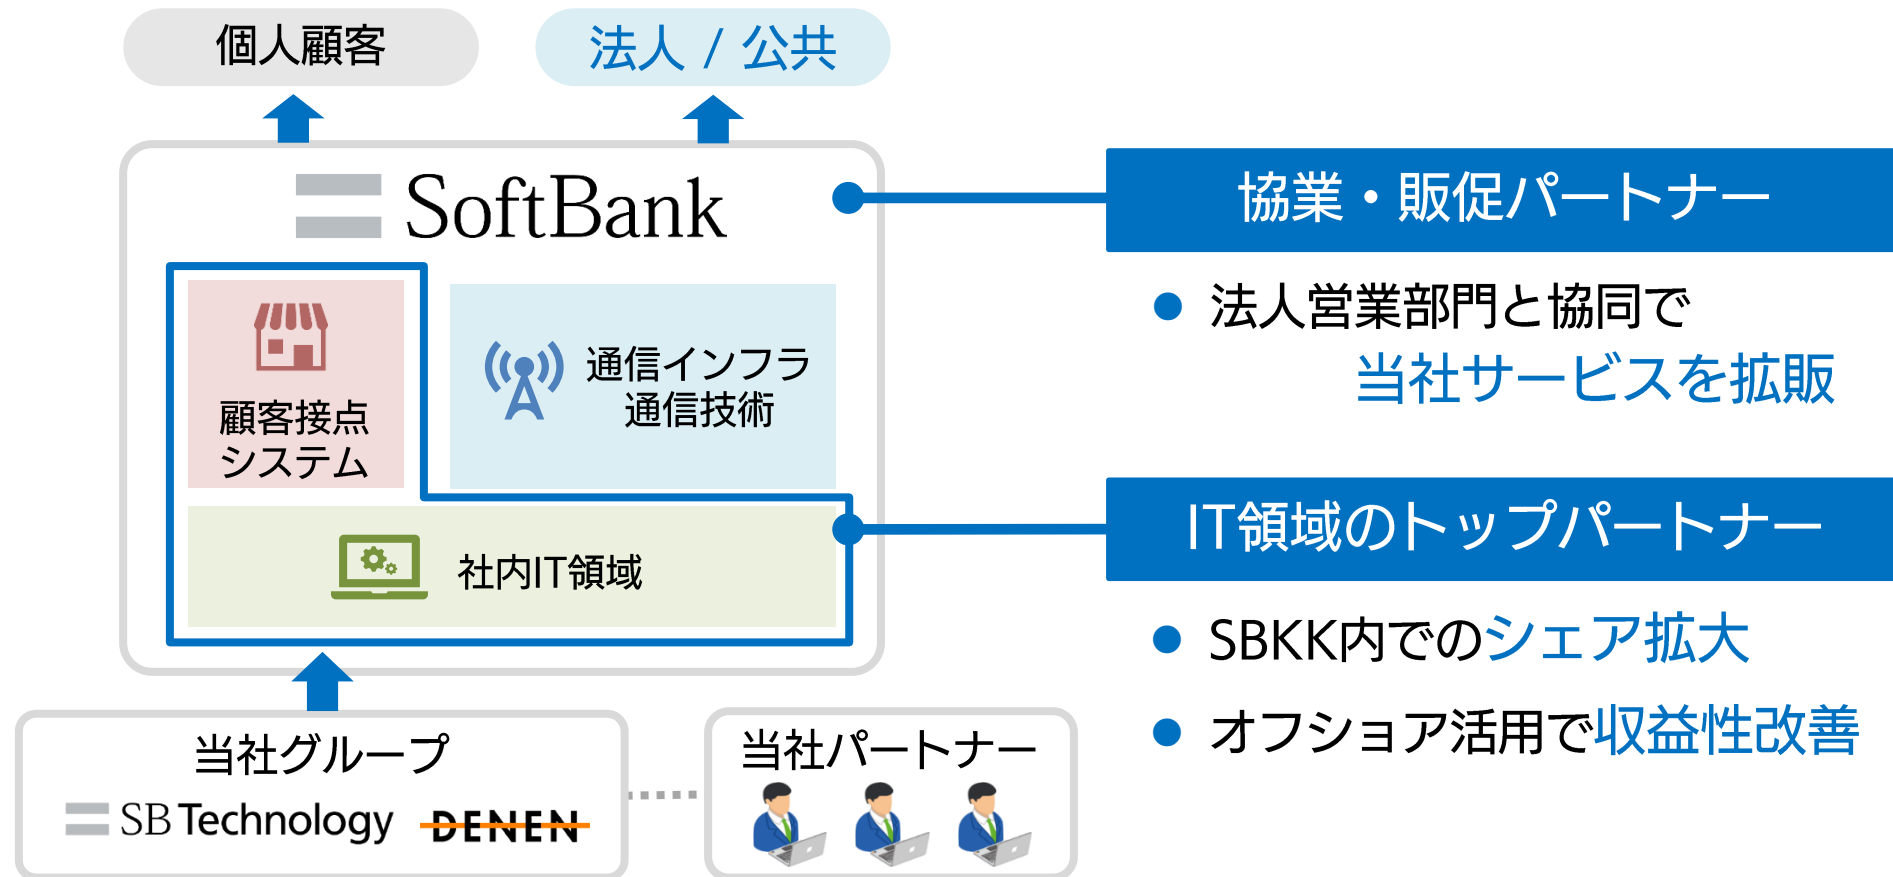 個人顧客
法人 / 公共
SoftBank
顧客接点
システム
通信インフラ
通信技術
社内IT領域
当社グループ
SB Technology
DENEN
当社パートナー
協業・販促パートナー
● 法人営業部門と協同で
当社サービスを拡販
IT領域のトップパートナー
● SBKK内でのシェア拡大
● オフショア活用で収益性改善